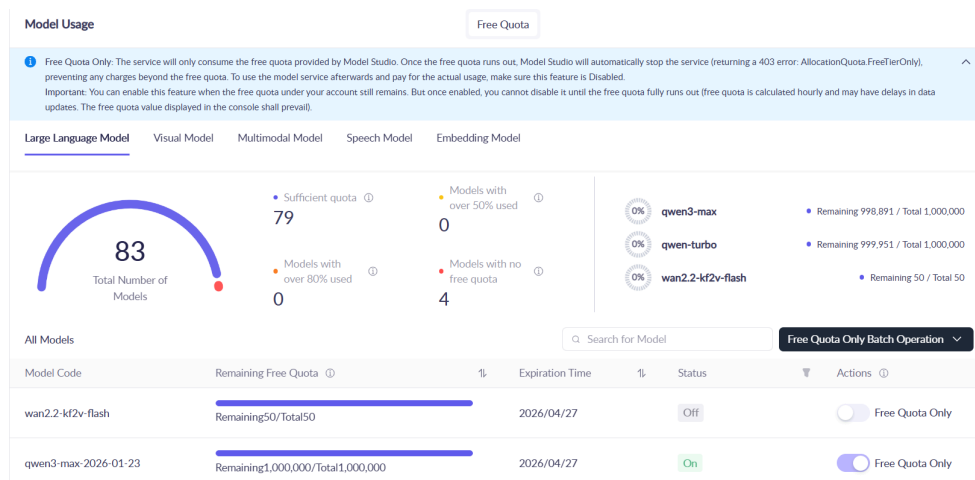 Model Usage
Free Quota
Free Quota Only: The service will only consume the free quota provided by Model Studio. Once the free quota runs out, Model Studio will automatically stop the service (returning a 403 error: AllocationQuota.FreeTierOnly),
preventing any charges beyond the free quota. To use the model service afterwards and pay for the actual usage, make sure this feature is Disabled.
Important: You can enable this feature when the free quota under your account still remains. But once enabled, you cannot disable it until the free quota fully runs out (free quota is calculated hourly and may have delays in data
updates. The free quota value displayed in the console shall prevail).
Large Language Model Visual Model Multimodal Model Speech Model Embedding Model
83
Total Number of
Models
Sufficient quota
79
Models with
over 50% used
0
Models with
over 80% used
0
Models with no
free quota
4
0% qwen3-max Remaining 998,891 / Total 1,000,000
0% qwen-turbo Remaining 999,951 / Total 1,000,000
0% wan2.2-kf2v-flash Remaining 50 / Total 50
All Models
Search for Model
Free Quota Only Batch Operation
Model Code Remaining Free Quota Expiration Time Status Actions
wan2.2-kf2v-flash Remaining50/Total50 2026/04/27 Off Free Quota Only
qwen3-max-2026-01-23 Remaining1,000,000/Total1,000,000 2026/04/27 On Free Quota Only